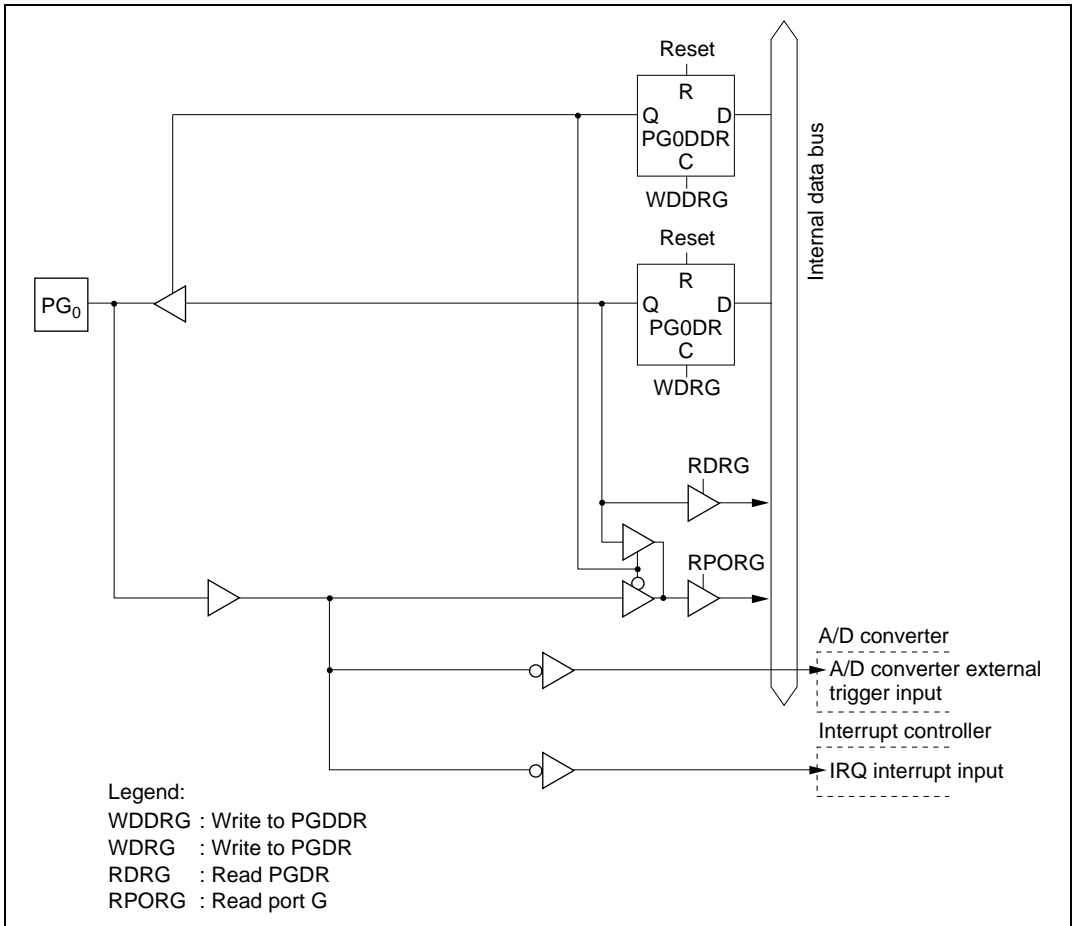 Reset
R
Q D
PG0DDR
C
WDDRG
Internal data bus
Reset
R
PG0
Q D
PG0DR
C
WDRG
RDRG
RPORG
A/D converter
A/D converter external
trigger input
Interrupt controller
IRQ interrupt input
Legend:
WDDRG : Write to PGDDR
WDRG : Write to PGDR
RDRG : Read PGDR
RPORG : Read port G